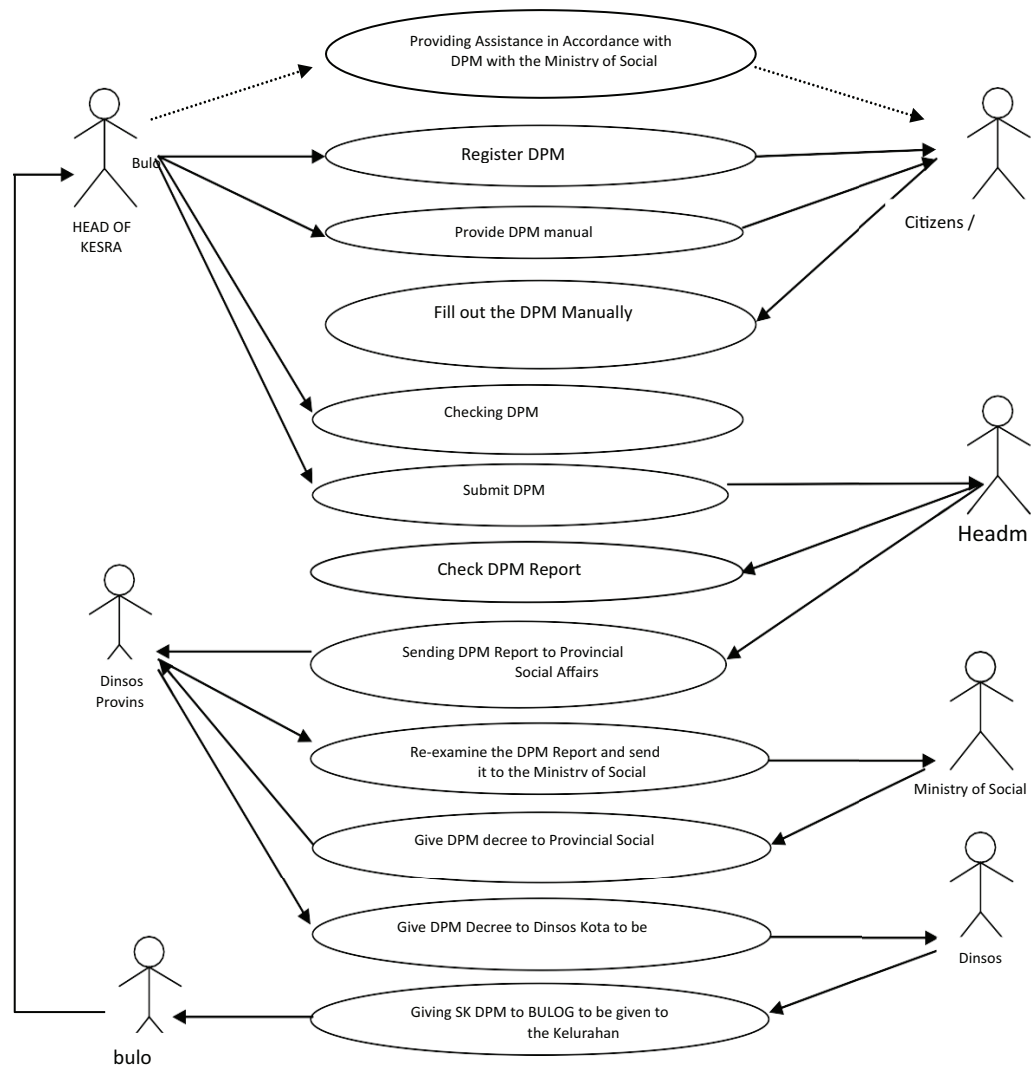 Providing Assistance in Accordance with
DPM with the Ministry of Social
Bulo
HEAD OF
KESRA
Register DPM
Citizens /
Provide DPM manual
Fill out the DPM Manually
Checking DPM
Submit DPM
Headm
Check DPM Report
Dinsos
Provins
Sending DPM Report to Provincial
Social Affairs
Re-examine the DPM Report and send
it to the Ministry of Social
Ministry of Social
Give DPM decree to Provincial Social
Give DPM Decree to Dinsos Kota to be
Dinsos
Giving SK DPM to BULOG to be given to
the Kelurahan
bulo